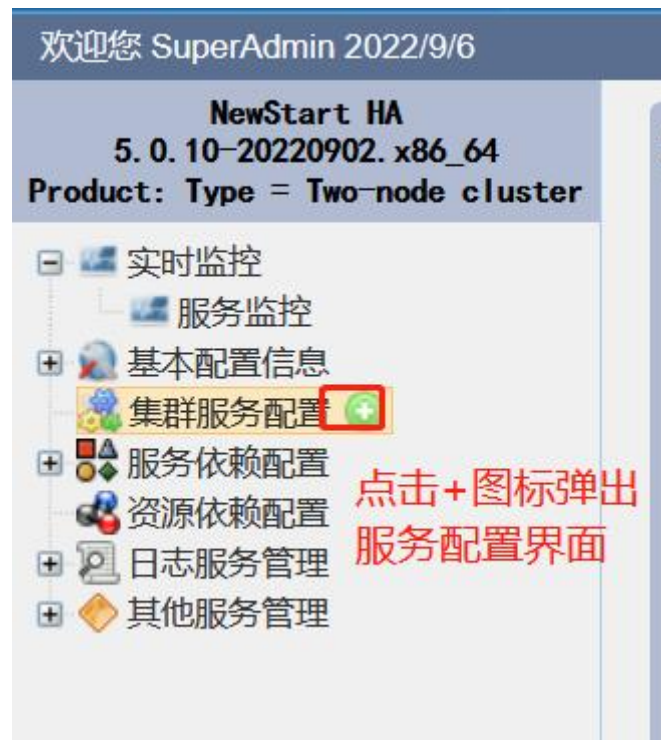 欢迎您 SuperAdmin 2022/9/6
NewStart HA
5.0.10-20220902.x86_64
Product: Type = Two-node cluster
实时监控
服务监控
基本配置信息
集群服务配置
服务依赖配置
资源依赖配置
日志服务管理
其他服务管理
点击+图标弹出
服务配置界面